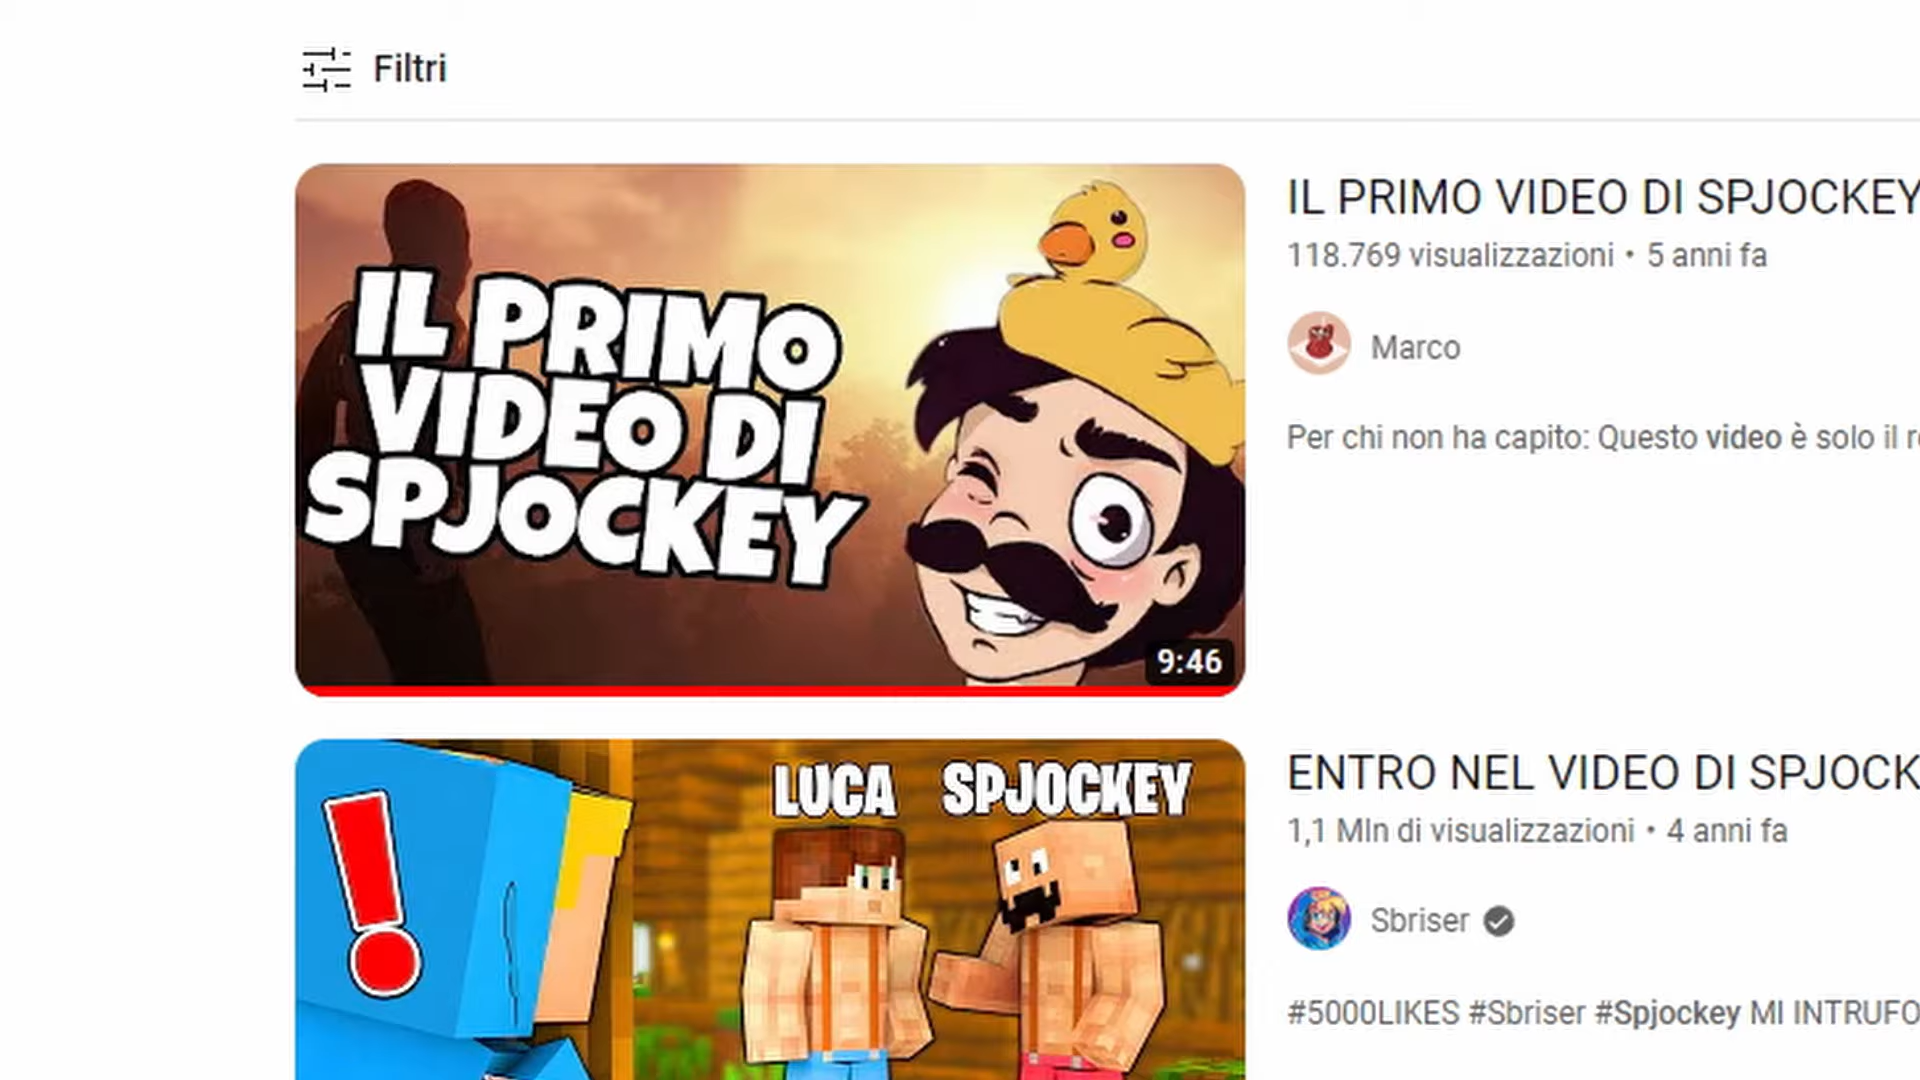 Filtri
IL PRIMO
VIDEO DI
SPJOCKEY
9:46
IL PRIMO VIDEO DI SPJOCKEY
118.769 visualizzazioni • 5 anni fa
Marco
Per chi non ha capito: Questo video è solo il
LUCA SPJOCKEY
ENTRO NEL VIDEO DI SPJOCK
1,1 Mln di visualizzazioni • 4 anni fa
Sbriser
#5000LIKES #Sbriser #Spjockey MI INTRUFO